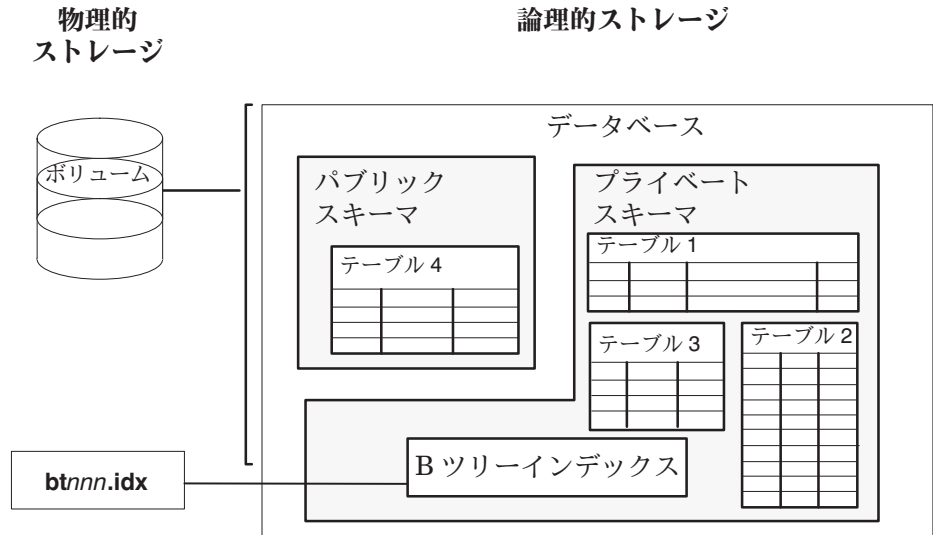 物理的
ストレージ
論理的ストレージ
データベース
ボリューム
パブリック
スキーマ
テーブル 4
プライベート
スキーマ
テーブル 1
テーブル 3
テーブル 2
B ツリーインデックス
btnnn.idx